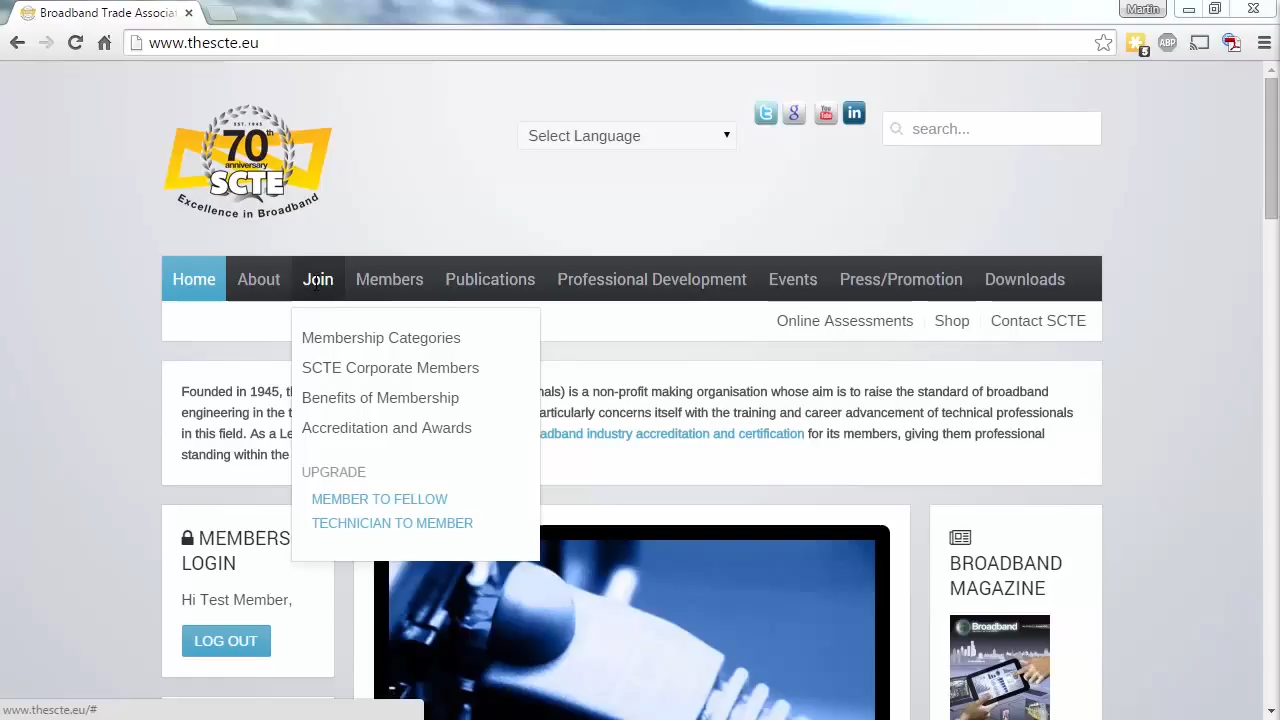 Broadband Trade Associat
Martin
www.thescte.eu
5
ABP
EST. 1945
70th
anniversary
SCTE
Excellence in Broadband
Select Language
You
Tube
in
search...
Home About Join Members Publications Professional Development Events Press/Promotion Downloads
Online Assessments Shop Contact SCTE
Membership Categories
SCTE Corporate Members
Benefits of Membership
Accreditation and Awards
UPGRADE
MEMBER TO FELLOW
TECHNICIAN TO MEMBER
Founded in 1945, nals) is a non-profit making organisation whose aim is to raise the standard of broadband
engineering in the articularly concerns itself with the training and career advancement of technical professionals
in this field. As a Le adband industry accreditation and certification for its members, giving them professional
standing within the
MEMBERS
LOGIN
Hi Test Member,
LOG OUT
BROADBAND
MAGAZINE
Broadband
www.thescte.eu/#